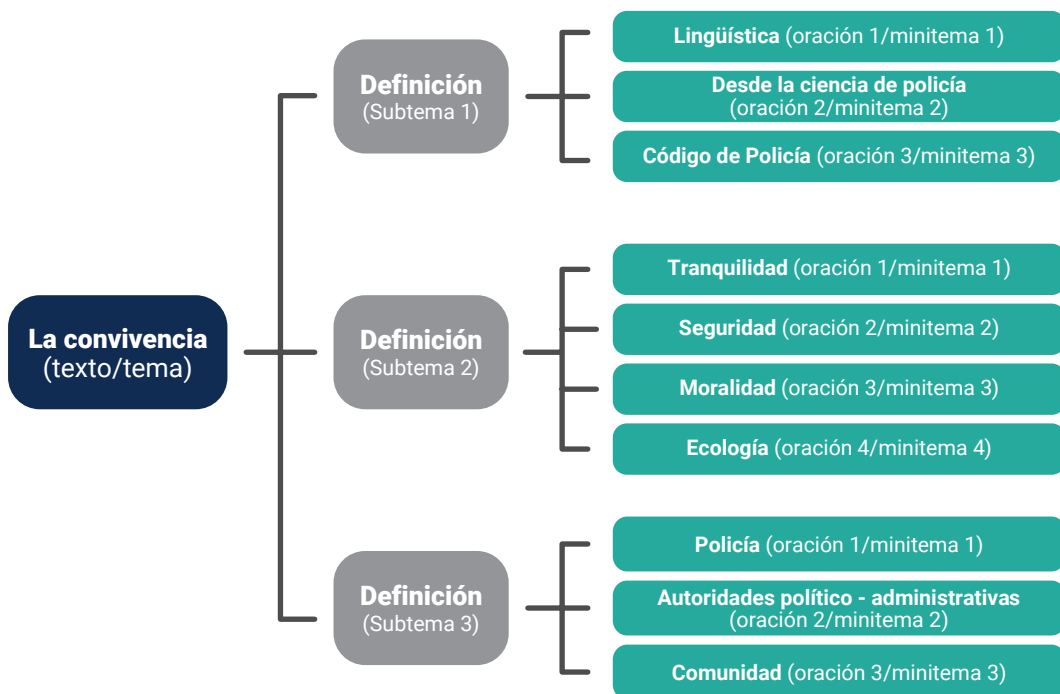 La convivencia
(texto/tema)
Definición
(Subtema 1)
Lingüística (oración 1/minitema 1)
Desde la ciencia de policía
(oración 2/minitema 2)
Código de Policía (oración 3/minitema 3)
Definición
(Subtema 2)
Tranquilidad (oración 1/minitema 1)
Seguridad (oración 2/minitema 2)
Moralidad (oración 3/minitema 3)
Ecología (oración 4/minitema 4)
Definición
(Subtema 3)
Policía (oración 1/minitema 1)
Autoridades político - administrativas
(oración 2/minitema 2)
Comunidad (oración 3/minitema 3)